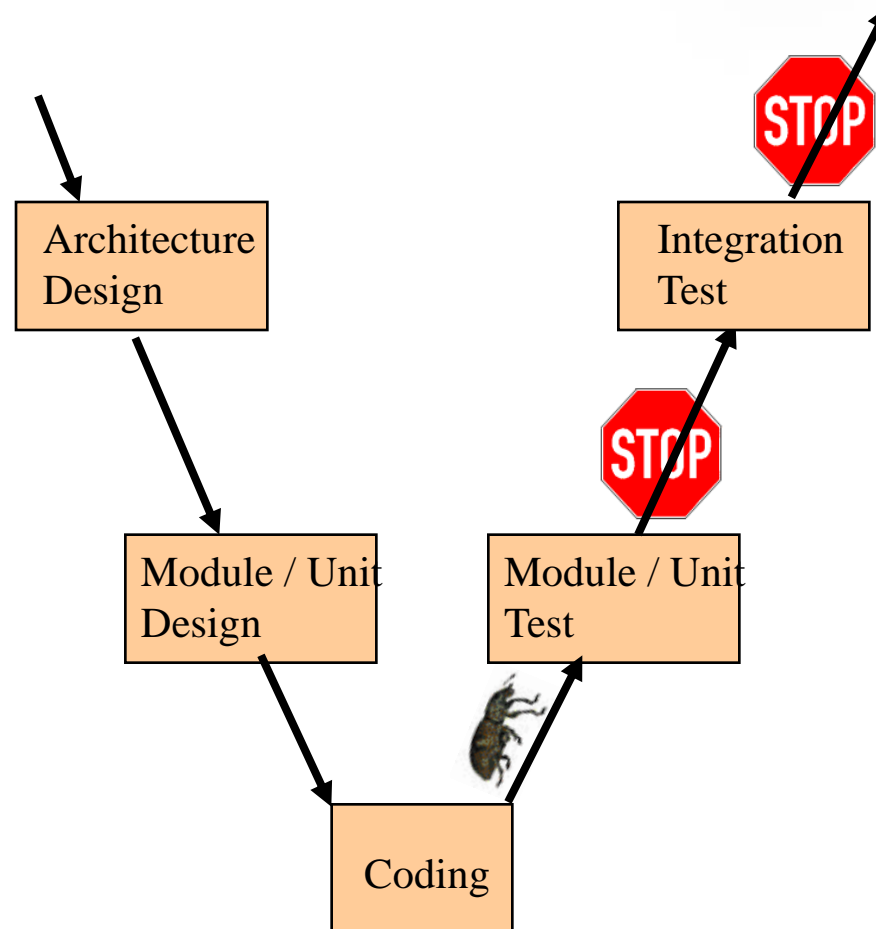 STOP
Architecture
Design
Integration
Test
STOP
Module / Unit
Design
Module / Unit
Test
Coding